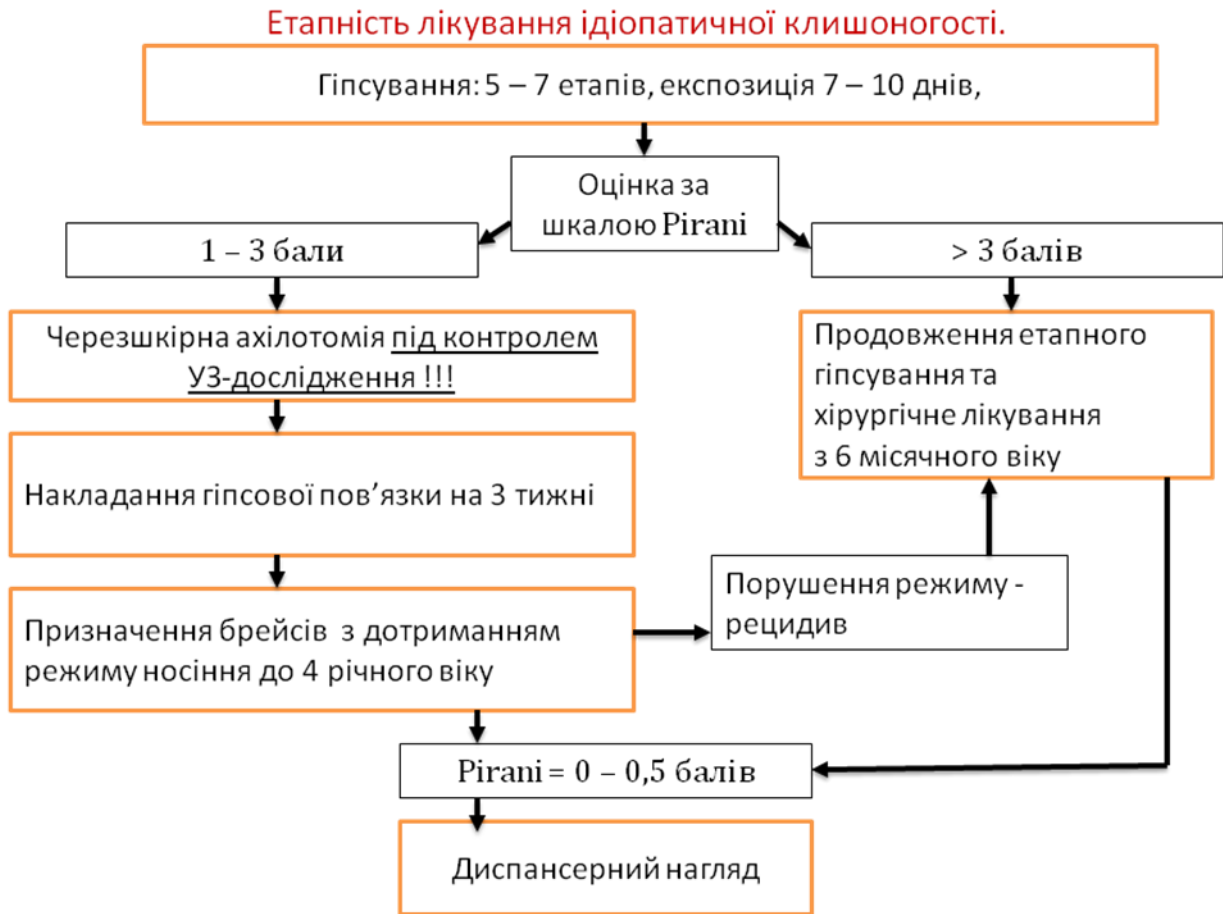 Етапність лікування ідіопатичної клишоногості.
Гіпсування: 5 – 7 етапів, експозиція 7 – 10 днів,
Оцінка за
шкалою Pirani
1 – 3 бали
> 3 балів
Черезшкірна ахілотомія під контролем
УЗ-дослідження !!!
Продовження етапного
гіпсування та
хірургічне лікування
з 6 місячного віку
Накладання гіпсової пов’язки на 3 тижні
Порушення режиму -
рецидив
Призначення брейсів з дотриманням
режиму носіння до 4 річного віку
Pirani = 0 – 0,5 балів
Диспансерний нагляд